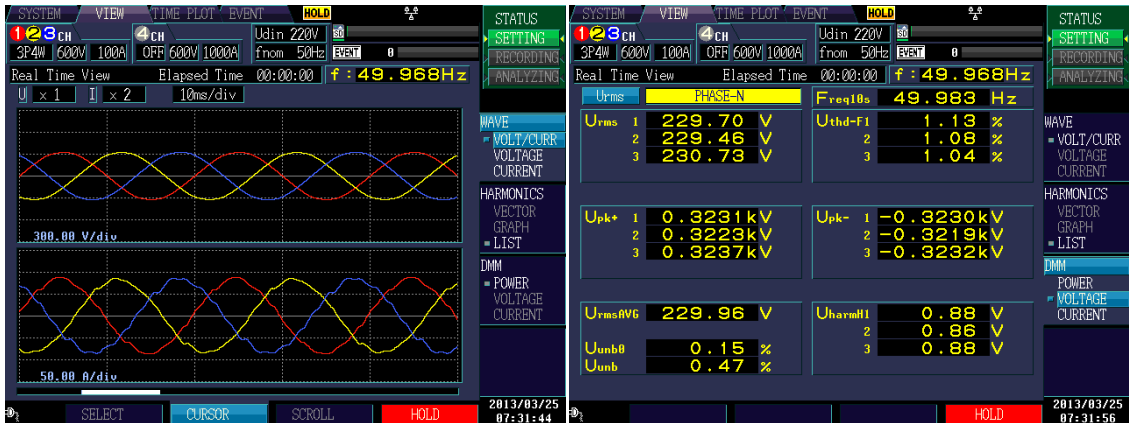 SYSTEM VIEW TIME PLOT EVENT HOLD
1 2 3 CH 4 CH Udin 220V SD
3P4W 600V 100A OFF 600V 1000A fnom 50Hz EVENT 0
Real Time View Elapsed Time 00:00:00 f:49.968Hz
U x 1 I x 2 10ms/div
300.00 V/div
50.00 A/div
SELECT CURSOR SCROLL HOLD
STATUS
SETTING
RECORDING
ANALYZING
WAVE
VOLT/CURR
VOLTAGE
CURRENT
HARMONICS
VECTOR
GRAPH
LIST
DMM
POWER
VOLTAGE
CURRENT
2013/03/25
07:31:44
SYSTEM VIEW TIME PLOT EVENT HOLD
1 2 3 CH 4 CH Udin 220V SD
3P4W 600V 100A OFF 600V 1000A fnom 50Hz EVENT 0
Real Time View Elapsed Time 00:00:00 f:49.968Hz
Urms PHASE-N Freq10s 49.983 Hz
Urms 1 229.70 V Uthd-F1 1.13 %
2 229.46 V 2 1.08 %
3 230.73 V 3 1.04 %
Upk+ 1 0.3231kV Upk- 1 -0.3230kV
2 0.3223kV 2 -0.3219kV
3 0.3237kV 3 -0.3232kV
UrmsAVG 229.96 V UharmH1 0.88 V
2 0.86 V
Uunb0 0.15 % 3 0.88 V
Uunb 0.47 %
HOLD
STATUS
SETTING
RECORDING
ANALYZING
WAVE
VOLT/CURR
VOLTAGE
CURRENT
HARMONICS
VECTOR
GRAPH
LIST
DMM
POWER
VOLTAGE
CURRENT
2013/03/25
07:31:56